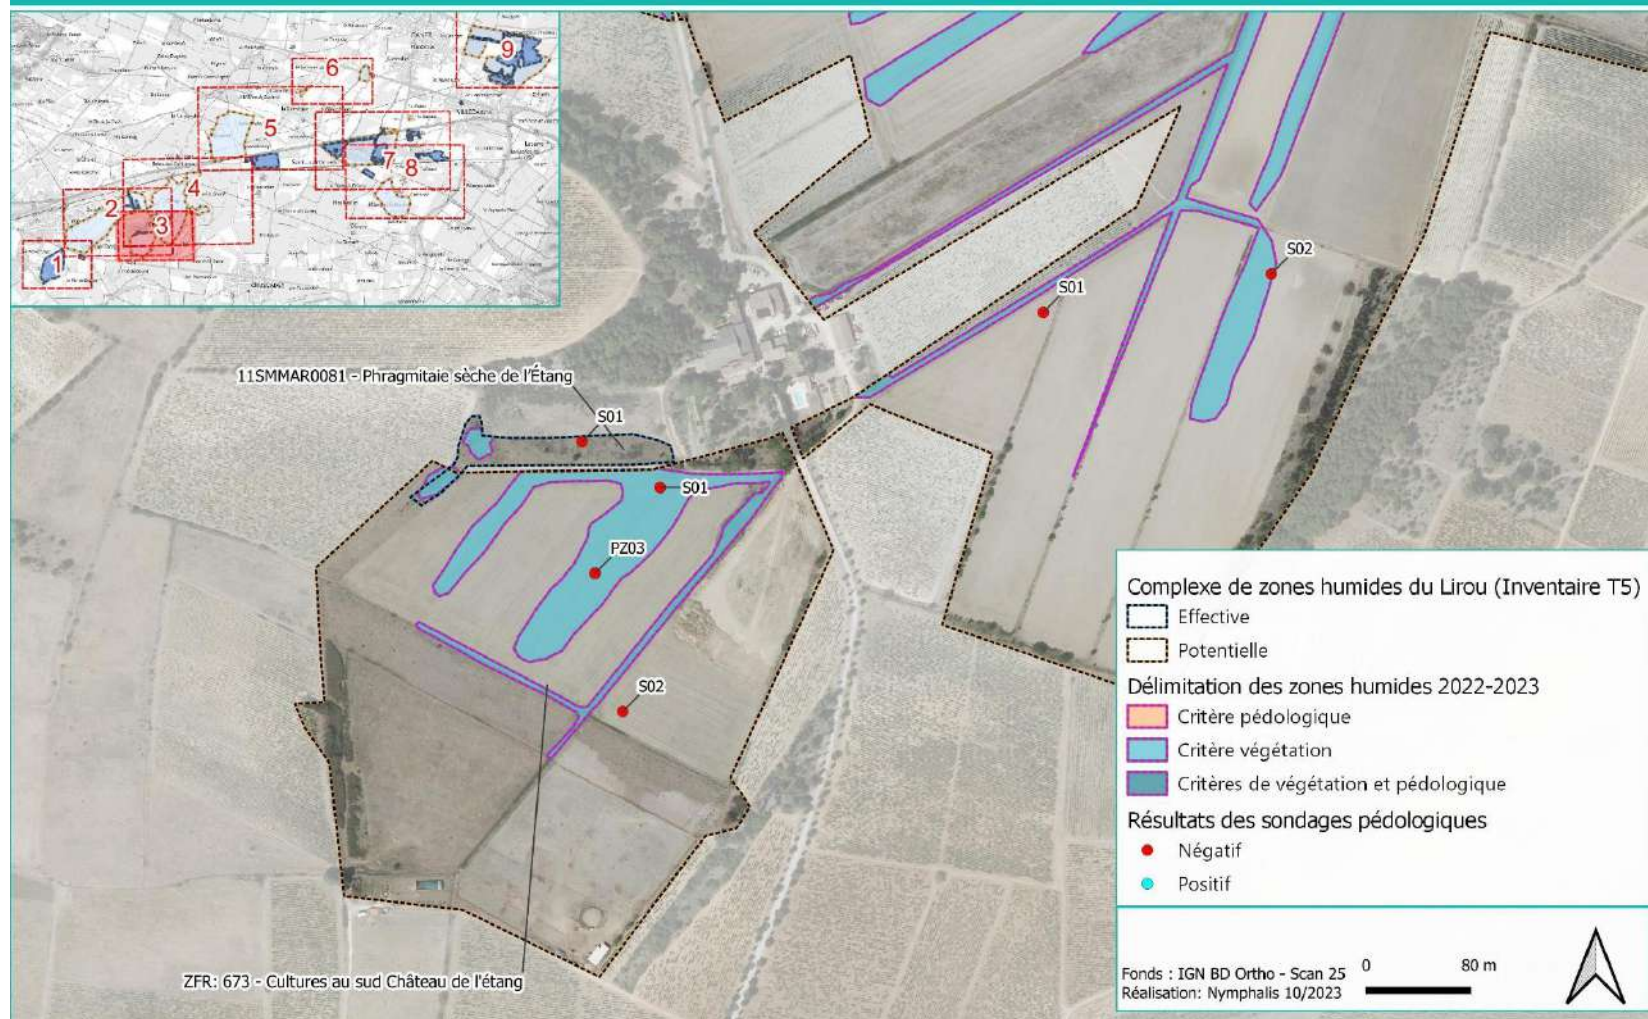 1
2
3
4
5
6
7
8
9
S02
S01
11SMMAR0081 - Phragmitaie sèche de l'Étang
S01
S01
PZ03
S02
ZFR: 673 - Cultures au sud Château de l'étang
Complexe de zones humides du Lirou (Inventaire T5)
Effective
Potentielle
Délimitation des zones humides 2022-2023
Critère pédologique
Critère végétation
Critères de végétation et pédologique
Résultats des sondages pédologiques
Négatif
Positif
Fonds : IGN BD Ortho - Scan 25
Réalisation: Nymphalis 10/2023
0 80 m